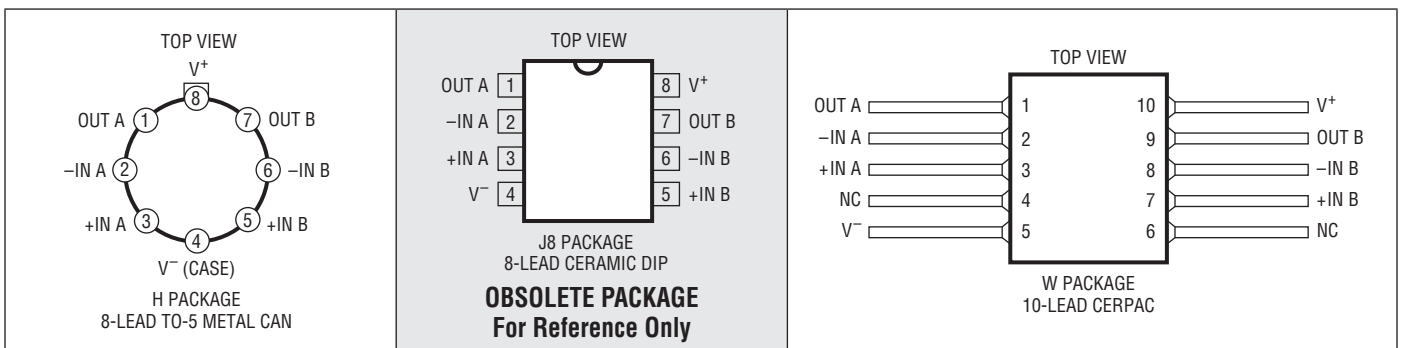 TOP VIEW
V+
8
OUT A 1 7 OUT B
–IN A 2 6 –IN B
+IN A 3 5 +IN B
4
V– (CASE)
H PACKAGE
8-LEAD TO-5 METAL CAN
TOP VIEW
OUT A 1 8 V+
–IN A 2 7 OUT B
+IN A 3 6 –IN B
V– 4 5 +IN B
J8 PACKAGE
8-LEAD CERAMIC DIP
OBSOLETE PACKAGE
For Reference Only
TOP VIEW
OUT A 1 10 V+
–IN A 2 9 OUT B
+IN A 3 8 –IN B
NC 4 7 +IN B
V– 5 6 NC
W PACKAGE
10-LEAD CERPAC